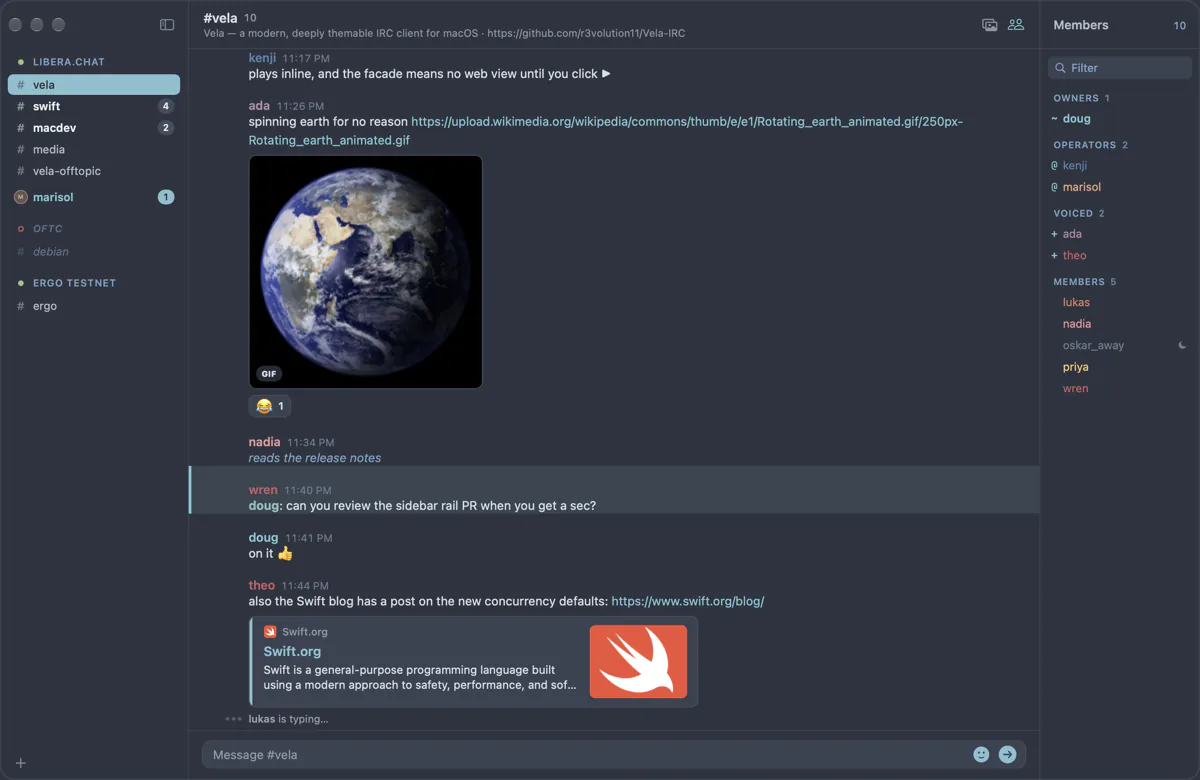 LIBERA.CHAT
# vela
# swift 4
# macdev 2
# media
# vela-offtopic
M marisol 1
OFTC
# debian
ERGO TESTNET
# ergo
+
#vela 10
Vela — a modern, deeply themable IRC client for macOS · https://github.com/r3volution11/Vela-IRC
kenji 11:17 PM
plays inline, and the facade means no web view until you click ▶
ada 11:26 PM
spinning earth for no reason https://upload.wikimedia.org/wikipedia/commons/thumb/e/e1/Rotating_earth_animated.gif/250px-
Rotating_earth_animated.gif
GIF
😂 1
nadia 11:34 PM
reads the release notes
wren 11:40 PM
doug: can you review the sidebar rail PR when you get a sec?
doug 11:41 PM
on it 👍
theo 11:44 PM
also the Swift blog has a post on the new concurrency defaults: https://www.swift.org/blog/
Swift.org
Swift.org
Swift is a general-purpose programming language built
using a modern approach to safety, performance, and sof...
lukas is typing...
Message #vela
Members 10
Filter
OWNERS 1
~ doug
OPERATORS 2
@ kenji
@ marisol
VOICED 2
+ ada
+ theo
MEMBERS 5
lukas
nadia
oskar_away
priya
wren